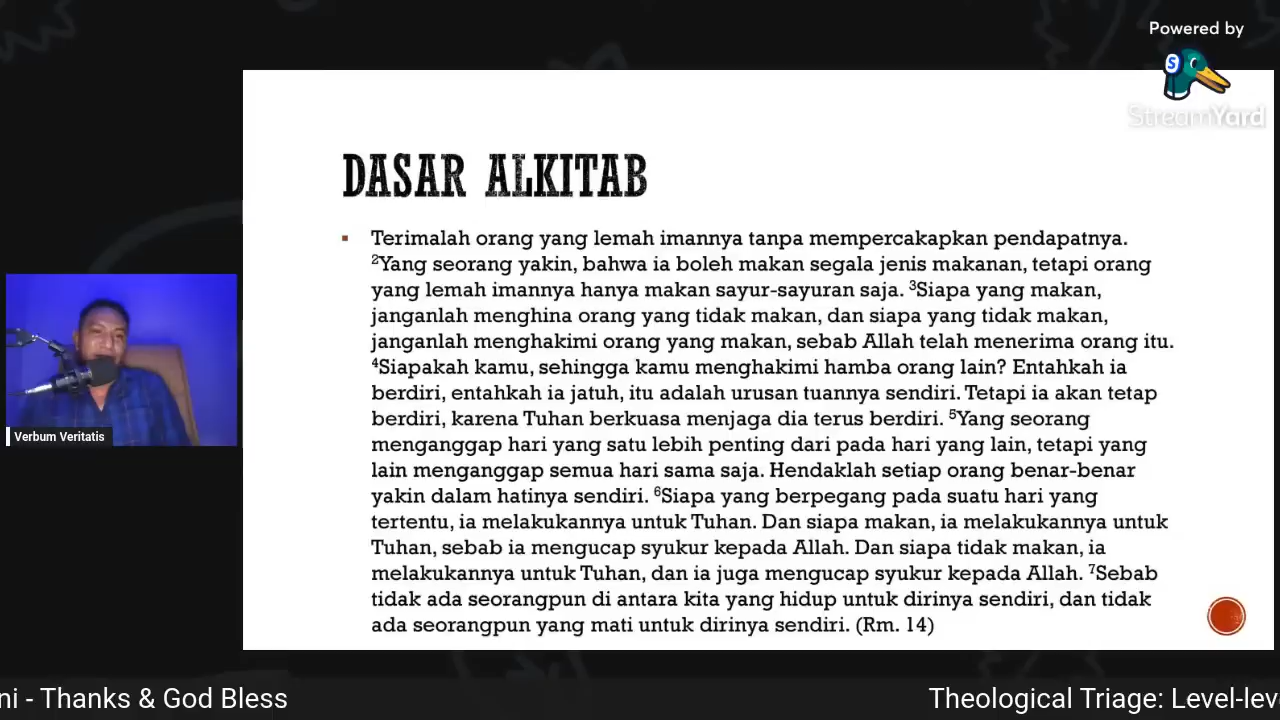 Powered by
S
StreamYard
DASAR ALKITAB
Terimalah orang yang lemah imannya tanpa mempercakapkan pendapatnya.
²Yang seorang yakin, bahwa ia boleh makan segala jenis makanan, tetapi orang
yang lemah imannya hanya makan sayur-sayuran saja. ³Siapa yang makan,
janganlah menghina orang yang tidak makan, dan siapa yang tidak makan,
janganlah menghakimi orang yang makan, sebab Allah telah menerima orang itu.
⁴Siapakah kamu, sehingga kamu menghakimi hamba orang lain? Entahkah ia
berdiri, entahkah ia jatuh, itu adalah urusan tuannya sendiri. Tetapi ia akan tetap
berdiri, karena Tuhan berkuasa menjaga dia terus berdiri. ⁵Yang seorang
menganggap hari yang satu lebih penting dari pada hari yang lain, tetapi yang
lain menganggap semua hari sama saja. Hendaklah setiap orang benar-benar
yakin dalam hatinya sendiri. ⁶Siapa yang berpegang pada suatu hari yang
tertentu, ia melakukannya untuk Tuhan. Dan siapa makan, ia melakukannya untuk
Tuhan, sebab ia mengucap syukur kepada Allah. Dan siapa tidak makan, ia
melakukannya untuk Tuhan, dan ia juga mengucap syukur kepada Allah. ⁷Sebab
tidak ada seorangpun di antara kita yang hidup untuk dirinya sendiri, dan tidak
ada seorangpun yang mati untuk dirinya sendiri. (Rm. 14)
Verbum Veritatis
ni - Thanks & God Bless
Theological Triage: Level-lev